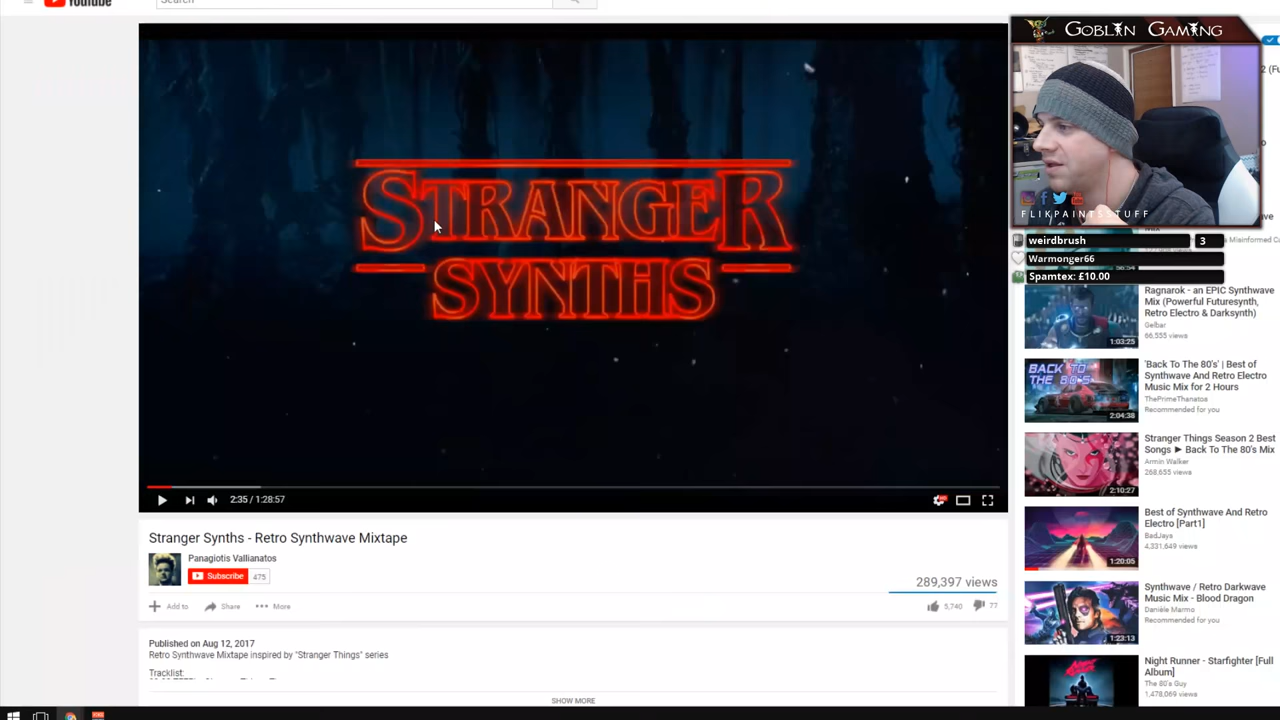 YouTube
Search
STRANGER
SYNTHS
2:35 / 1:28:57
Stranger Synths - Retro Synthwave Mixtape
Panagiotis Vallianatos
Subscribe 475
289,397 views
Add to Share More 5,740 77
Published on Aug 12, 2017
Retro Synthwave Mixtape inspired by "Stranger Things" series
Tracklist:
SHOW MORE
GOBLIN GAMING
FLIKPAINTSSTUFF
weirdbrush 3
Warmonger66
Spamtex: £10.00
Ragnarok - an EPIC Synthwave
Mix (Powerful Futuresynth,
Retro Electro & Darksynth)
Gelbar
66,555 views
1:03:25
BACK TO
THE 80'S
'Back To The 80's' | Best of
Synthwave And Retro Electro
Music Mix for 2 Hours
ThePrimeThanatos
Recommended for you
2:04:38
Stranger Things Season 2 Best
Songs ► Back To The 80's Mix
Armin Walker
268,655 views
2:10:27
Best of Synthwave And Retro
Electro [Part1]
BadJays
4,331,649 views
1:20:05
Synthwave / Retro Darkwave
Music Mix - Blood Dragon
Danièle Marmo
Recommended for you
1:23:13
Night Runner - Starfighter [Full
Album]
The 80's Guy
1,478,069 views